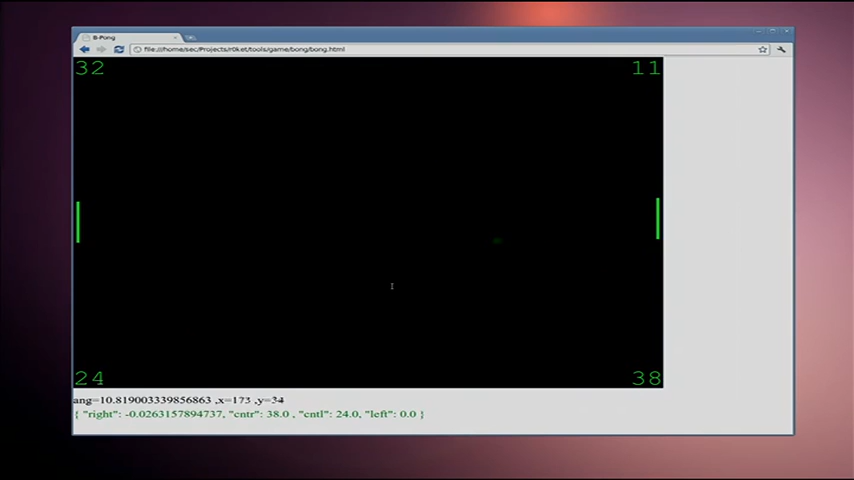 B-Pong
file:///home/sec/Projects/r0ket/tools/game/bong/bong.html
32 11
24 38
ang=10.819003339856863 ,x=173 ,y=34
{ "right": -0.0263157894737, "cntr": 38.0 , "cntl": 24.0, "left": 0.0 }